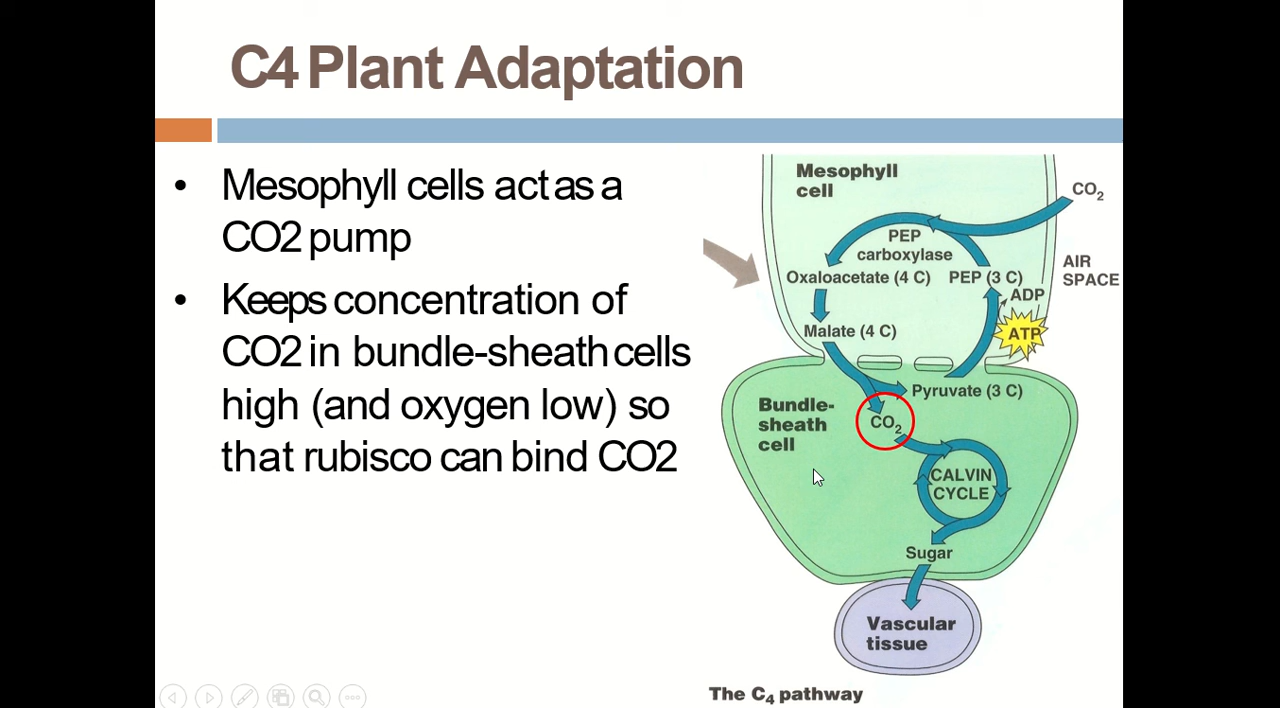 C4 Plant Adaptation
• Mesophyll cells act as a
CO2 pump
• Keeps concentration of
CO2 in bundle-sheath cells
high (and oxygen low) so
that rubisco can bind CO2
Mesophyll
cell
CO₂
PEP
carboxylase
Oxaloacetate (4 C)
PEP (3 C)
AIR
SPACE
ADP
Malate (4 C)
ATP
Pyruvate (3 C)
Bundle-
sheath
cell
CO₂
CALVIN
CYCLE
Sugar
Vascular
tissue
The C₄ pathway